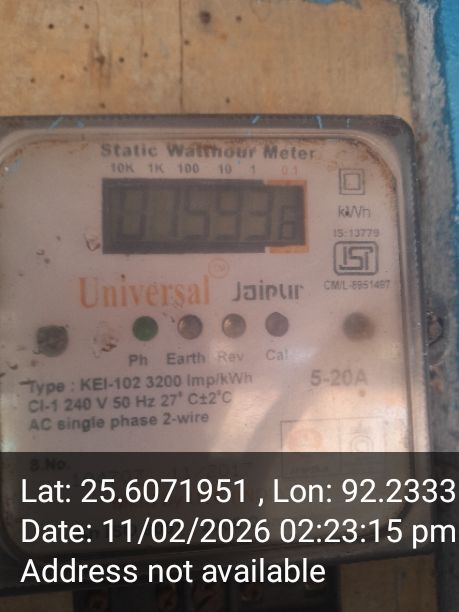 Static Watthour Meter
10K 1K 100 10 1 0.1
015936
kWh
IS:13779
CM/L-8951497
Universal Jaipur
Ph Earth Rev Cal
Type : KEI-102 3200 Imp/kWh
5-20A
Cl-1 240 V 50 Hz 27°C±2°C
AC single phase 2-wire
S.No.
Lat: 25.6071951 , Lon: 92.2333
Date: 11/02/2026 02:23:15 pm
Address not available